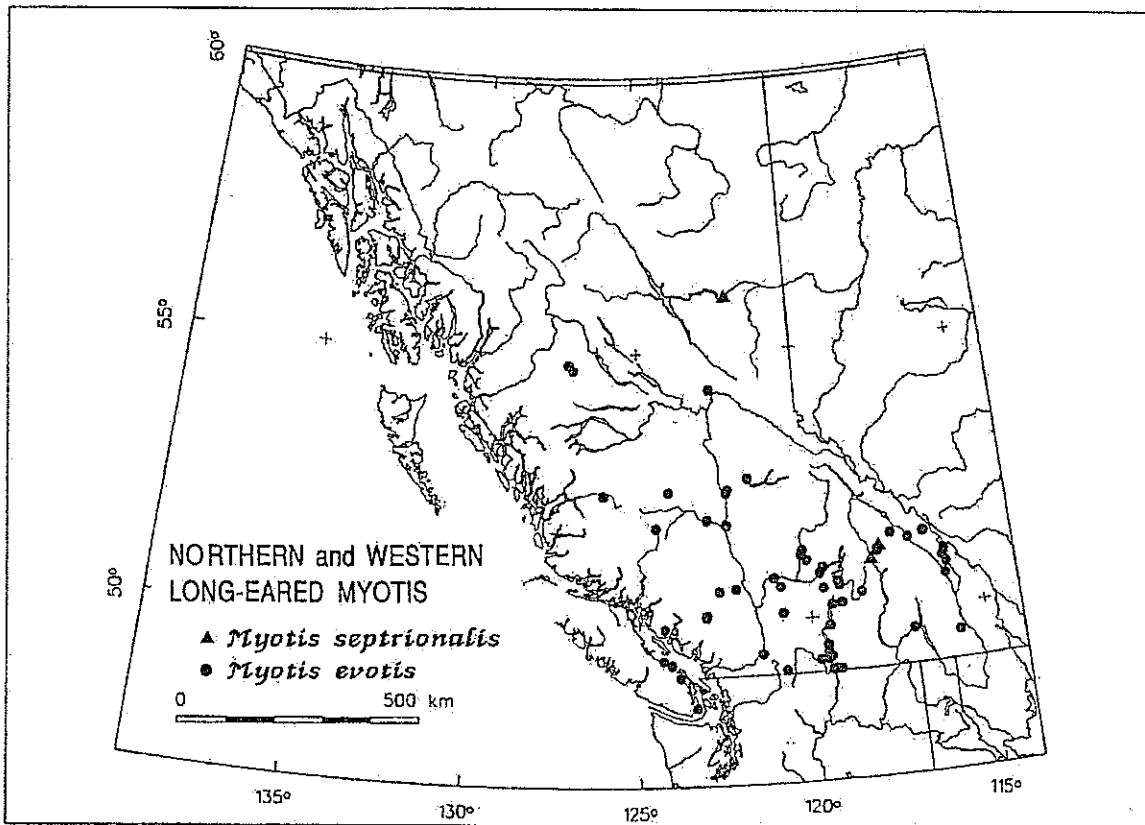 60°
55°
50°
NORTHERN and WESTERN
LONG-EARED MYOTIS
▲ Myotis septrionalis
● Myotis evotis
0 500 km
135° 130° 125° 120° 115°